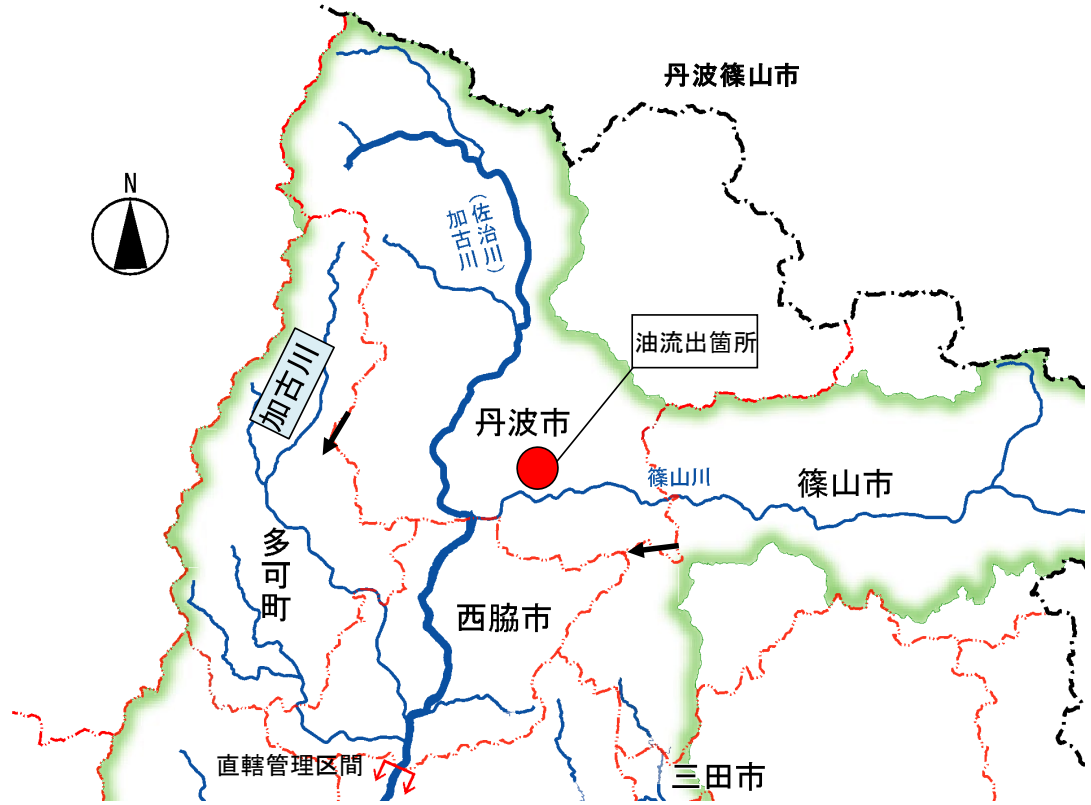 丹波篠山市
N
(佐治川)
加古川
油流出箇所
加古川
丹波市
篠山川
篠山市
多可町
西脇市
直轄管理区間
三田市